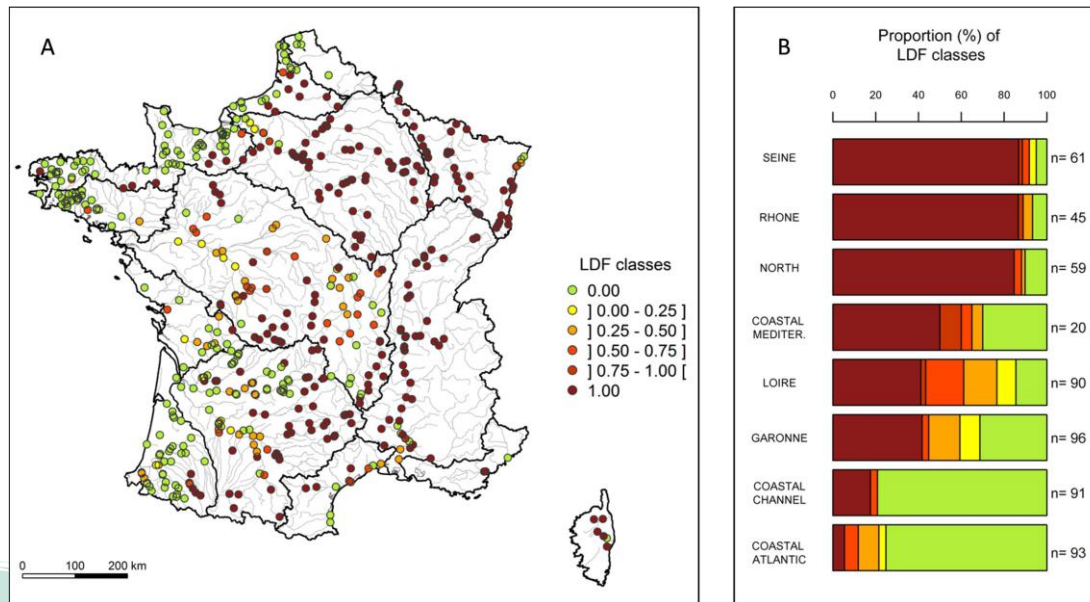 A
LDF classes
0.00
] 0.00 - 0.25 ]
] 0.25 - 0.50 ]
] 0.50 - 0.75 ]
] 0.75 - 1.00 [
1.00
0 100 200 km
B
Proportion (%) of
LDF classes
0 20 40 60 80 100
SEINE n= 61
RHONE n= 45
NORTH n= 59
COASTAL
MEDITER. n= 20
LOIRE n= 90
GARONNE n= 96
COASTAL
CHANNEL n= 91
COASTAL
ATLANTIC n= 93